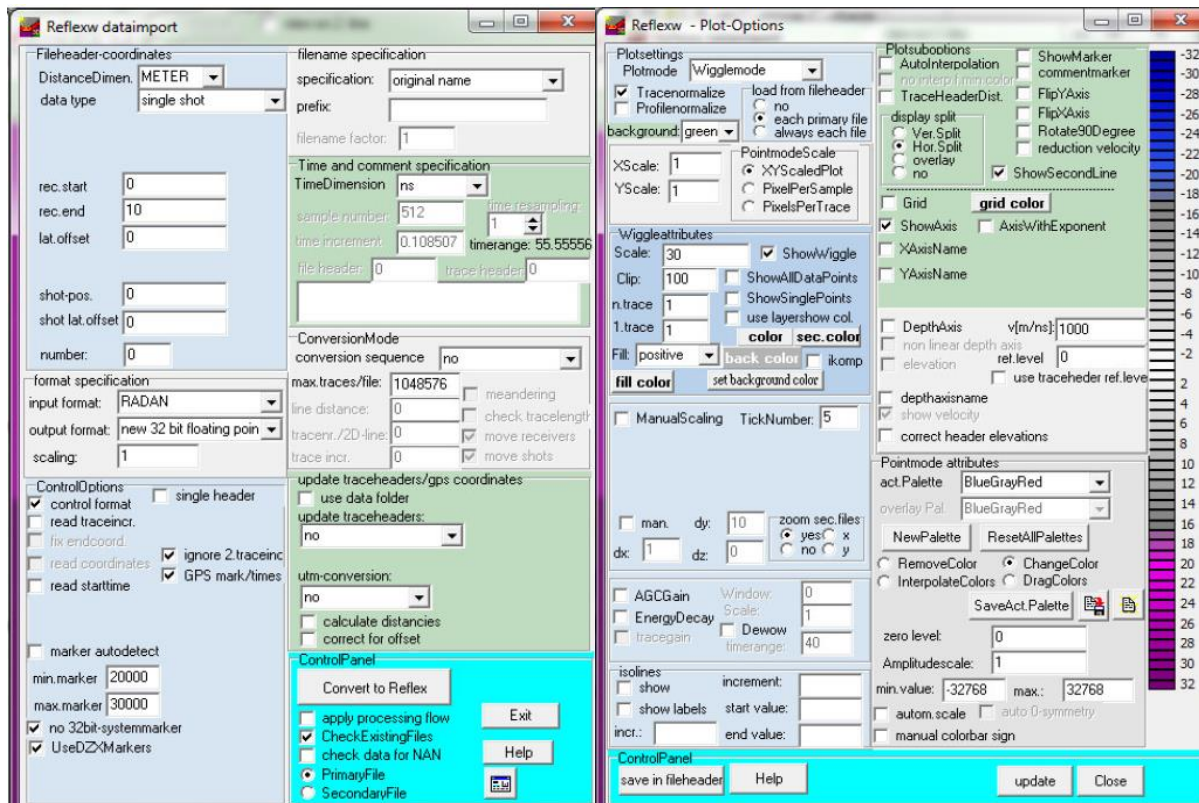 Reflexw dataimport
Fileheader-coordinates
DistanceDimen. METER
data type single shot
rec.start 0
rec.end 10
lat.offset 0
shot-pos. 0
shot lat.offset 0
number: 0
format specification
input format: RADAN
output format: new 32 bit floating poin
scaling: 1
ControlOptions
control format single header
read traceincr.
fix endcoord.
read coordinates ignore 2.traceinc
GPS mark/times
read starttime
marker autodetect
min.marker 20000
max.marker 30000
no 32bit-systemmarker
UseDZXMarkers
filename specification
specification: original name
prefix:
filename factor: 1
Time and comment specification
TimeDimension ns
sample number: 512 time resampling:
1
time increment 0.108507 timerange: 55.55556
file header: 0 trace header: 0
ConversionMode
conversion sequence no
max.traces/file: 1048576
meandering
line distance: 0 check tracelength
tracenr./2D-line: 0 move receivers
trace incr. 0 move shots
update traceheaders/gps coordinates
use data folder
update traceheaders:
no
utm-conversion:
no
calculate distancies
correct for offset
ControlPanel
Convert to Reflex
apply processing flow Exit
CheckExistingFiles
check data for NAN Help
PrimaryFile
SecondaryFile
Reflexw - Plot-Options
Plotsettings
Plotmode Wigglemode
Tracenormalize
Profilenormalize
load from fileheader
no
each primary file
always each file
background: green
XScale: 1
YScale: 1
PointmodeScale
XYScaledPlot
PixelPerSample
PixelsPerTrace
Wiggleattributes
Scale: 30 ShowWiggle
Clip: 100 ShowAllDataPoints
n.trace 1 ShowSinglePoints
1.trace 1 use layershow col.
color sec.color
Fill: positive back color ikomp
fill color set background color
ManualScaling TickNumber: 5
man. dy: 10
dx: 1 dz: 0
zoom sec.files
yes x
no y
AGCGain Window: 0
EnergyDecay Scale: 1
tracegain Dewow
timerange: 40
isolines
show increment:
show labels start value:
incr.: end value:
ControlPanel
save in fileheader Help update Close
Plotsuboptions
AutoInterpolation
no interp.f.min.color
TraceHeaderDist.
ShowMarker
commentmarker
FlipYAxis
FlipXAxis
Rotate90Degree
reduction velocity
display split
Ver.Split
Hor.Split
overlay
no
ShowSecondLine
Grid grid color
ShowAxis AxisWithExponent
XAxisName
YAxisName
DepthAxis v[m/ns]: 1000
non linear depth axis
elevation ref.level 0
use traceheder ref.leve
depthaxisname
show velocity
correct header elevations
Pointmode attributes
act.Palette BlueGrayRed
overlay Pal. BlueGrayRed
NewPalette ResetAllPalettes
RemoveColor ChangeColor
InterpolateColors DragColors
SaveAct.Palette
zero level: 0
Amplitudescale: 1
min.value: -32768 max.: 32768
autom.scale auto 0-symmetry
manual colorbar sign
-32
-30
-28
-26
-24
-22
-20
-18
-16
-14
-12
-10
-8
-6
-4
-2
2
4
6
8
10
12
14
16
18
20
22
24
26
28
30
32